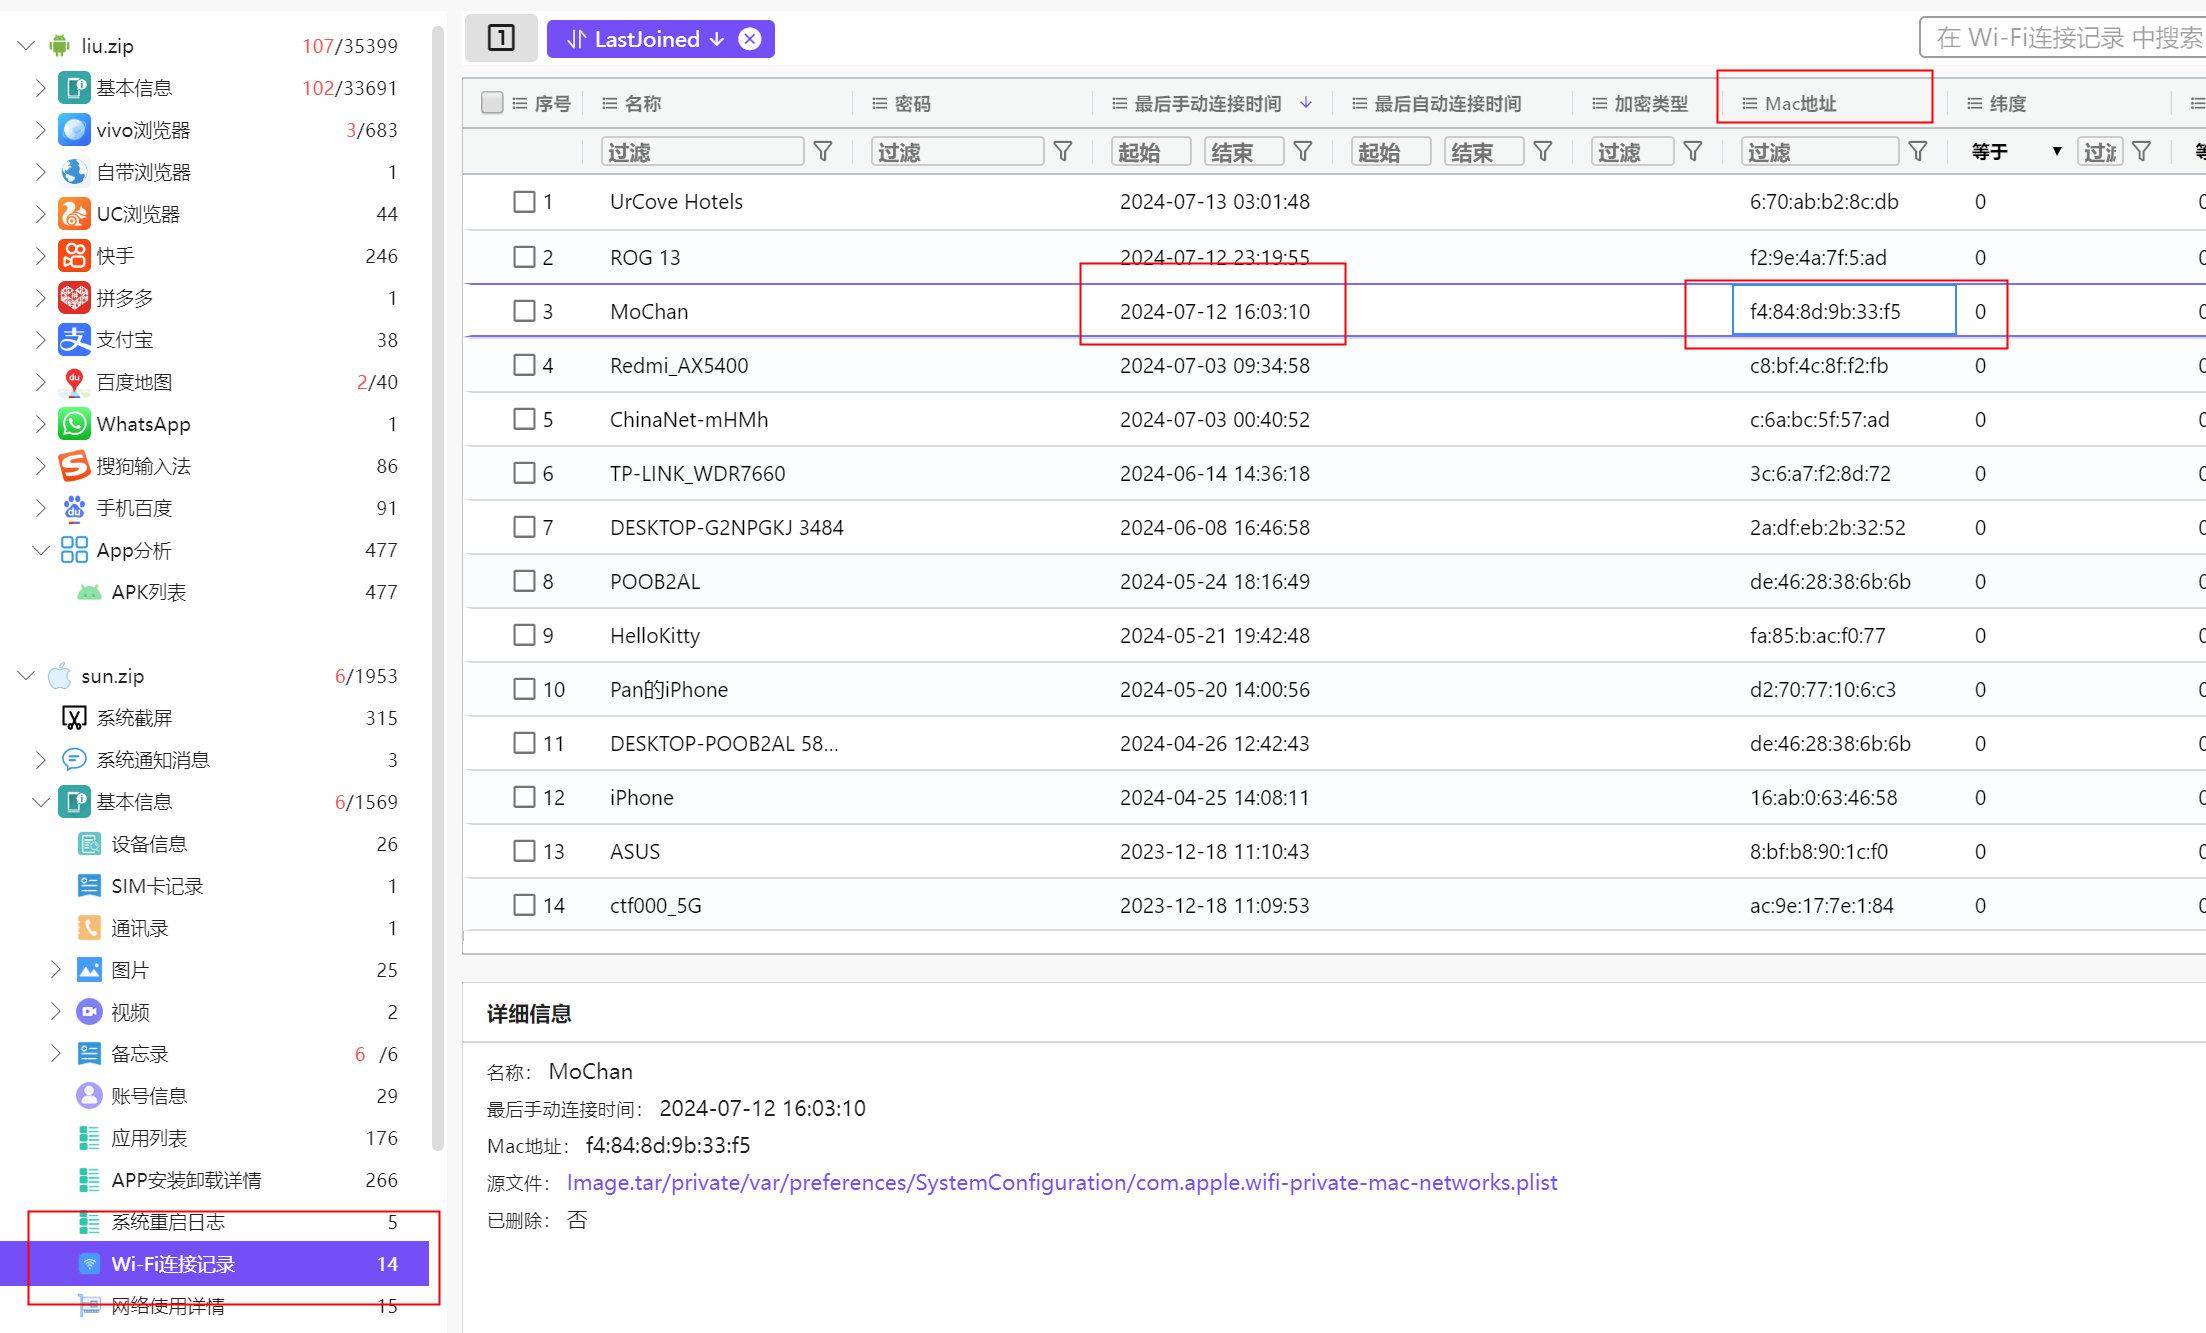 liu.zip 107/35399
基本信息 102/33691
vivo浏览器 3/683
自带浏览器 1
UC浏览器 44
快手 246
拼多多 1
支付宝 38
百度地图 2/40
WhatsApp 1
搜狗输入法 86
手机百度 91
App分析 477
APK列表 477
sun.zip 6/1953
系统截屏 315
系统通知消息 3
基本信息 6/1569
设备信息 26
SIM卡记录 1
通讯录 1
图片 25
视频 2
备忘录 6 /6
账号信息 29
应用列表 176
APP安装卸载详情 266
系统重启日志 5
Wi-Fi连接记录 14
网络使用详情 15
1 LastJoined 在 Wi-Fi连接记录 中搜索
序号 名称 密码 最后手动连接时间 最后自动连接时间 加密类型 Mac地址 纬度
过滤 过滤 起始 结束 起始 结束 过滤 过滤 等于 过滤
1 UrCove Hotels 2024-07-13 03:01:48 6:70:ab:b2:8c:db 0
2 ROG 13 2024-07-12 23:19:55 f2:9e:4a:7f:5:ad 0
3 MoChan 2024-07-12 16:03:10 f4:84:8d:9b:33:f5 0
4 Redmi_AX5400 2024-07-03 09:34:58 c8:bf:4c:8f:f2:fb 0
5 ChinaNet-mHMh 2024-07-03 00:40:52 c:6a:bc:5f:57:ad 0
6 TP-LINK_WDR7660 2024-06-14 14:36:18 3c:6:a7:f2:8d:72 0
7 DESKTOP-G2NPGKJ 3484 2024-06-08 16:46:58 2a:df:eb:2b:32:52 0
8 POOB2AL 2024-05-24 18:16:49 de:46:28:38:6b:6b 0
9 HelloKitty 2024-05-21 19:42:48 fa:85:b:ac:f0:77 0
10 Pan的iPhone 2024-05-20 14:00:56 d2:70:77:10:6:c3 0
11 DESKTOP-POOB2AL 58... 2024-04-26 12:42:43 de:46:28:38:6b:6b 0
12 iPhone 2024-04-25 14:08:11 16:ab:0:63:46:58 0
13 ASUS 2023-12-18 11:10:43 8:bf:b8:90:1c:f0 0
14 ctf000_5G 2023-12-18 11:09:53 ac:9e:17:7e:1:84 0
详细信息
名称： MoChan
最后手动连接时间： 2024-07-12 16:03:10
Mac地址： f4:84:8d:9b:33:f5
源文件： Image.tar/private/var/preferences/SystemConfiguration/com.apple.wifi-private-mac-networks.plist
已删除： 否